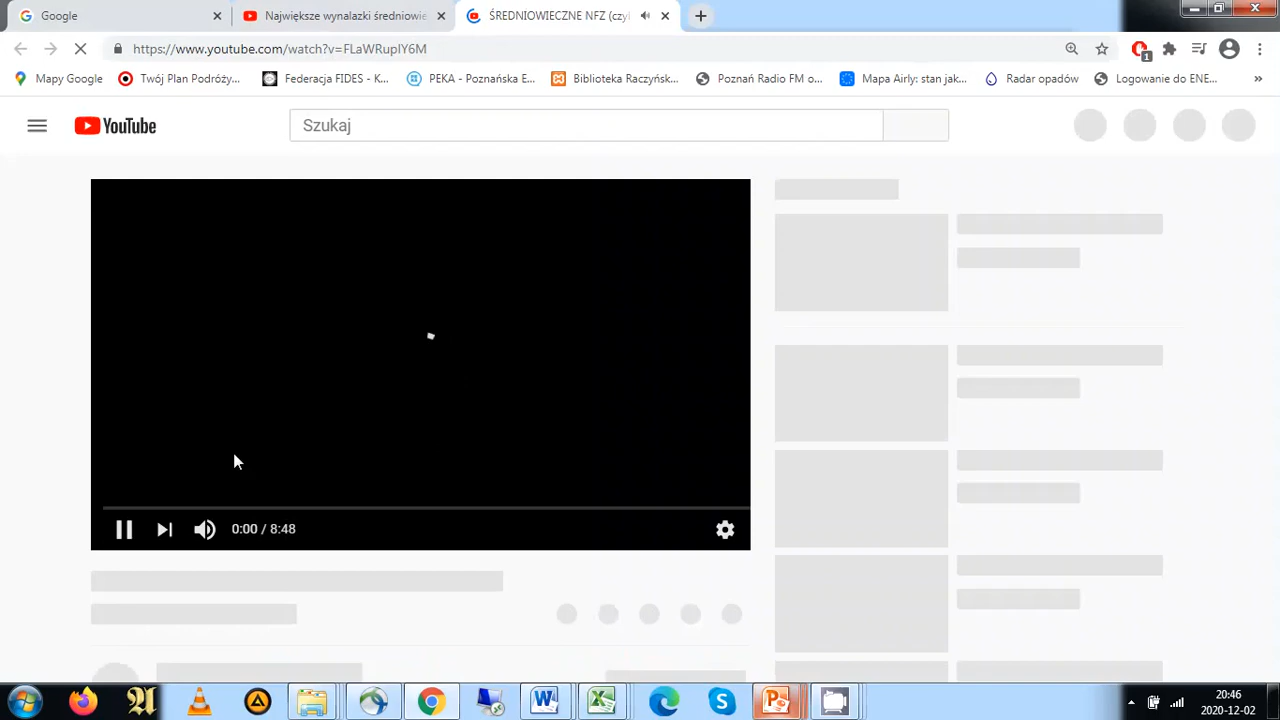 Google
Największe wynalazki średniowie
ŚREDNIOWIECZNE NFZ (czyl
https://www.youtube.com/watch?v=FLaWRupIY6M
1
Mapy Google
Twój Plan Podróży...
Federacja FIDES - K...
PEKA - Poznańska E...
Biblioteka Raczyńsk...
Poznań Radio FM o...
Mapa Airly: stan jak...
Radar opadów
Logowanie do ENE...
»
YouTube
Szukaj
0:00 / 8:48
20:46
2020-12-02